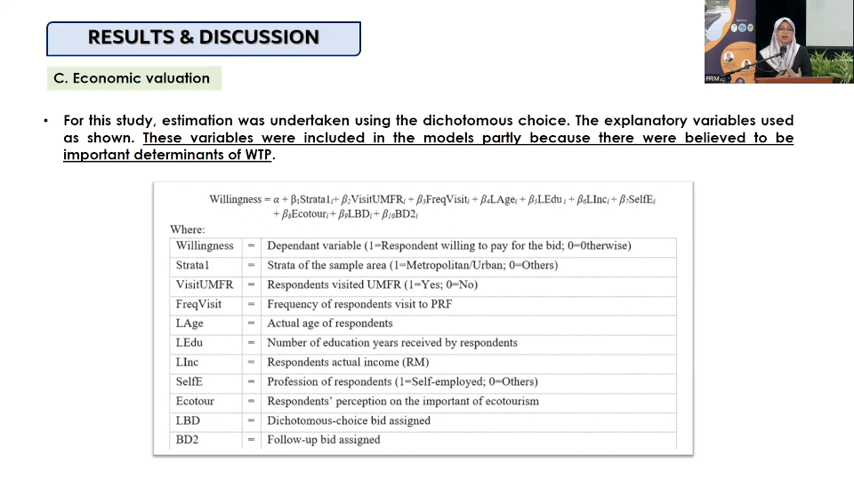 RESULTS & DISCUSSION
C. Economic valuation
• For this study, estimation was undertaken using the dichotomous choice. The explanatory variables used
as shown. These variables were included in the models partly because there were believed to be
important determinants of WTP.
Willingness = α + β₁Strata1ᵢ+ β₂VisitUMFRᵢ + β₃FreqVisitᵢ + β₄LAgeᵢ + β₅LEduᵢ + β₆LIncᵢ + β₇SelfEᵢ
+ β₈Ecotourᵢ+ β₉LBDᵢ + β₁₀BD2ᵢ
Where:
Willingness = Dependant variable (1=Respondent willing to pay for the bid; 0=0therwise)
Strata1 = Strata of the sample area (1=Metropolitan/Urban; 0=Others)
VisitUMFR = Respondents visited UMFR (1=Yes; 0=No)
FreqVisit = Frequency of respondents visit to PRF
LAge = Actual age of respondents
LEdu = Number of education years received by respondents
LInc = Respondents actual income (RM)
SelfE = Profession of respondents (1=Self-employed; 0=Others)
Ecotour = Respondents' perception on the important of ecotourism
LBD = Dichotomous-choice bid assigned
BD2 = Follow-up bid assigned